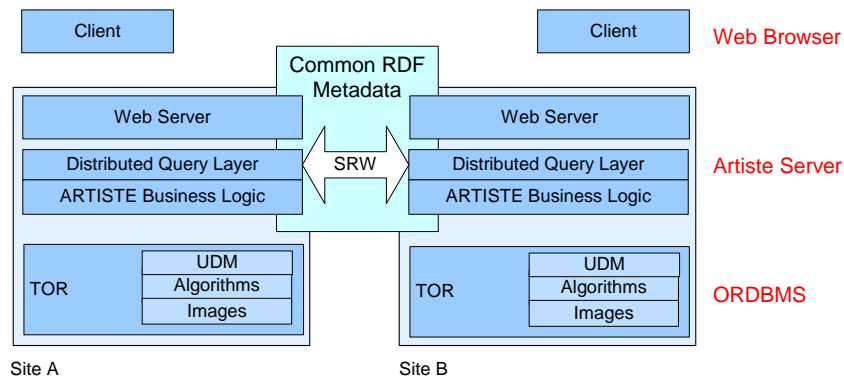 Client
Client
Web Browser
Common RDF
Metadata
Web Server
Web Server
Distributed Query Layer
SRW
Distributed Query Layer
Artiste Server
ARTISTE Business Logic
ARTISTE Business Logic
TOR
UDM
Algorithms
Images
TOR
UDM
Algorithms
Images
ORDBMS
Site A
Site B